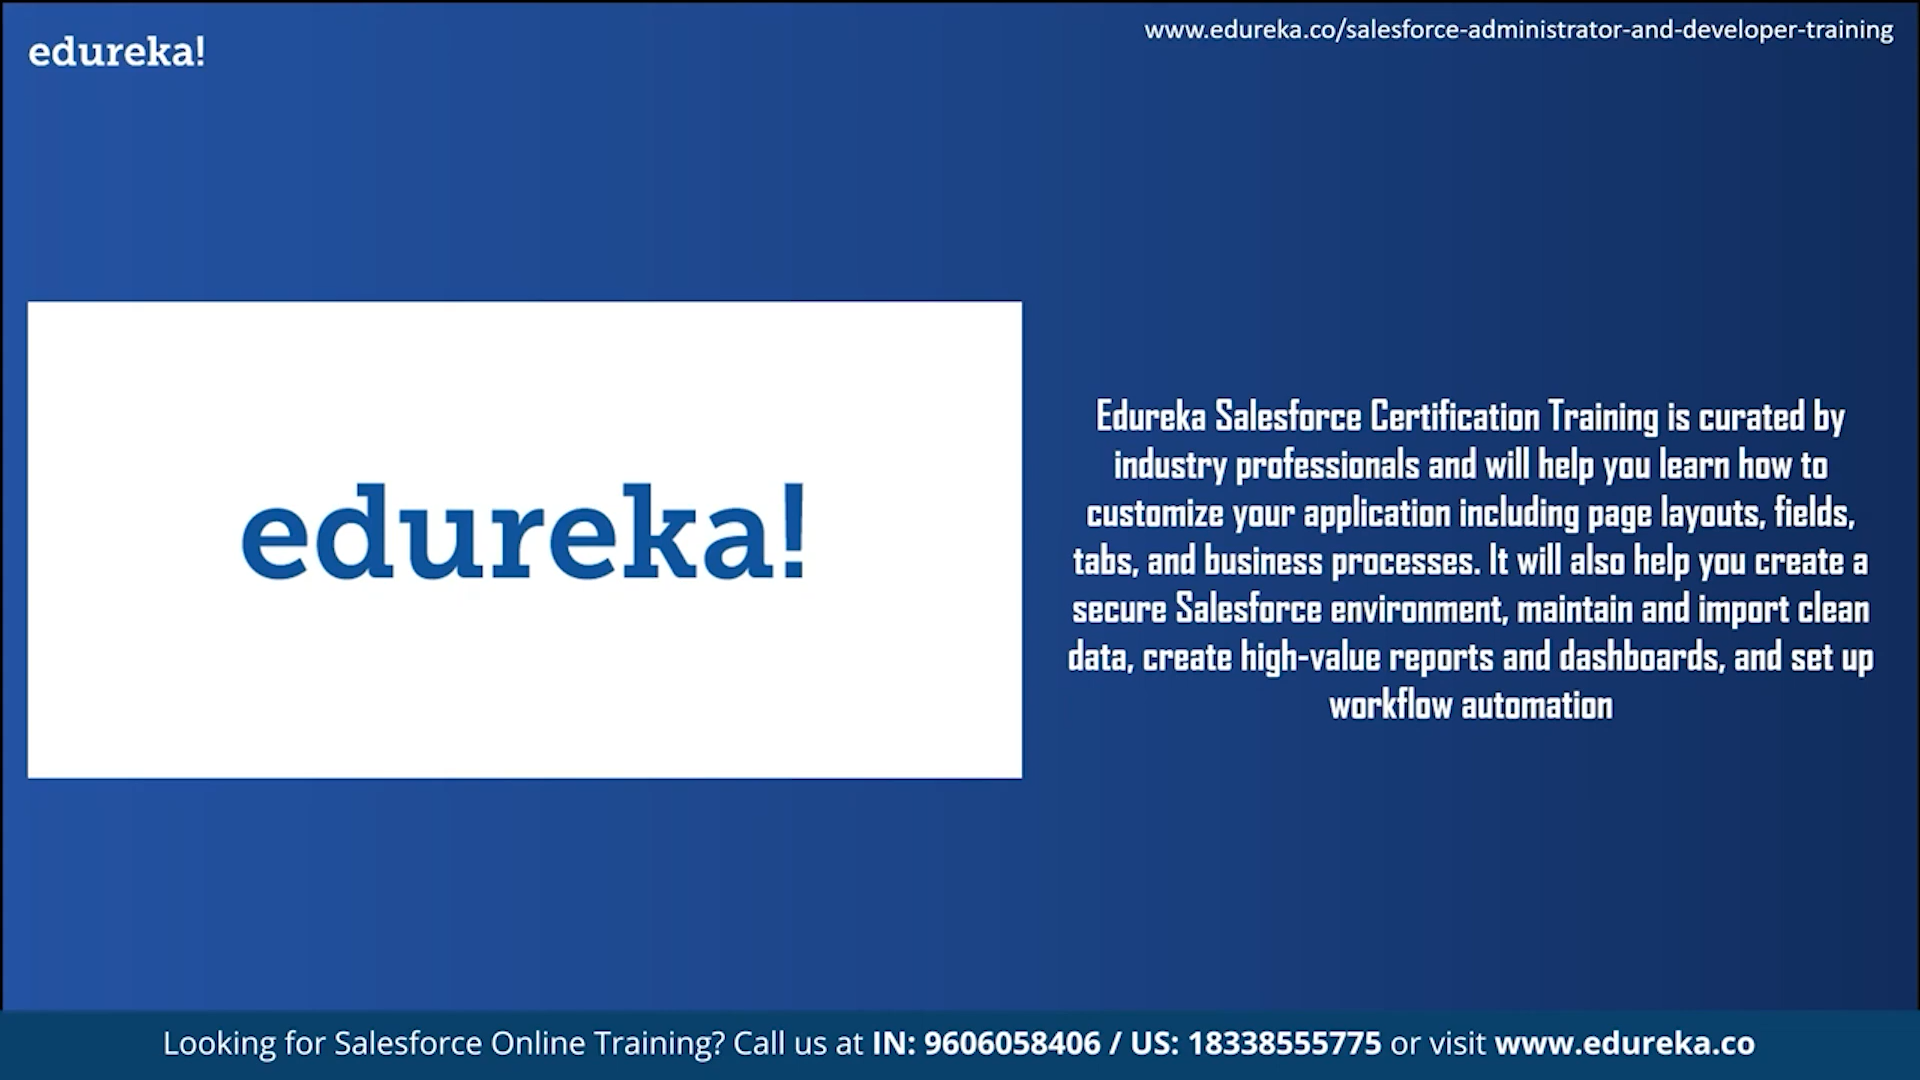 edureka!
www.edureka.co/salesforce-administrator-and-developer-training
edureka!
Edureka Salesforce Certification Training is curated by
industry professionals and will help you learn how to
customize your application including page layouts, fields,
tabs, and business processes. It will also help you create a
secure Salesforce environment, maintain and import clean
data, create high-value reports and dashboards, and set up
workflow automation
Looking for Salesforce Online Training? Call us at IN: 9606058406 / US: 18338555775 or visit www.edureka.co